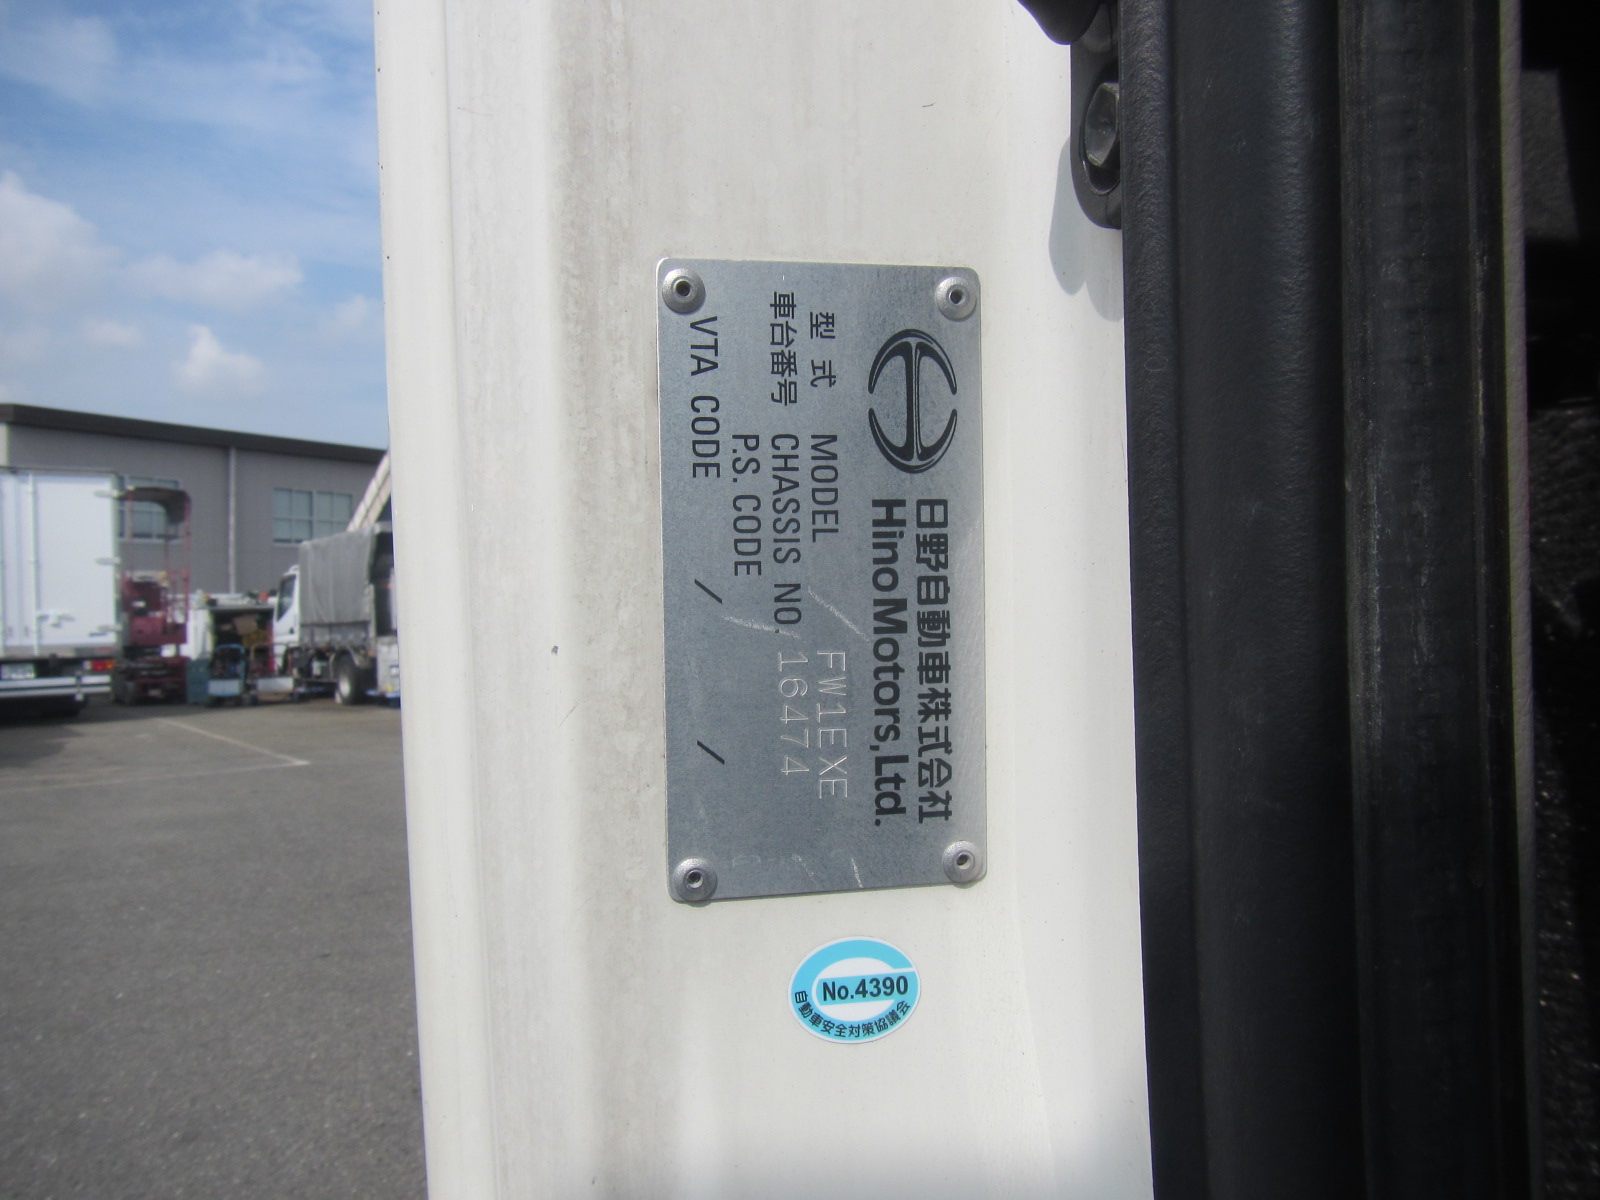 日野自動車株式会社
Hino Motors, Ltd.
型式 MODEL FW1EXE
車台番号 CHASSIS NO. 16474
P.S. CODE
VTA CODE / /
No.4390
自動車安全対策協議会